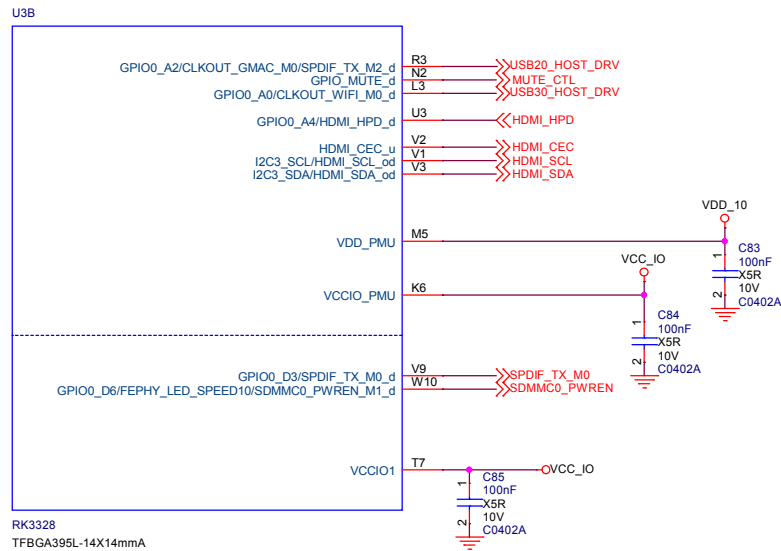 U3B
GPIO0_A2/CLKOUT_GMAC_M0/SPDIF_TX_M2_d R3 USB20_HOST_DRV
GPIO_MUTE_d N2 MUTE_CTL
GPIO0_A0/CLKOUT_WIFI_M0_d L3 USB30_HOST_DRV
GPIO0_A4/HDMI_HPD_d U3 HDMI_HPD
HDMI_CEC_u V2 HDMI_CEC
I2C3_SCL/HDMI_SCL_od V1 HDMI_SCL
I2C3_SDA/HDMI_SDA_od V3 HDMI_SDA
VDD_10
VDD_PMU M5
1 C83
100nF
X5R
2 10V
C0402A
VCC_IO
VCCIO_PMU K6
1 C84
100nF
X5R
2 10V
C0402A
GPIO0_D3/SPDIF_TX_M0_d V9 SPDIF_TX_M0
GPIO0_D6/FEPHY_LED_SPEED10/SDMMC0_PWREN_M1_d W10 SDMMC0_PWREN
VCCIO1 T7 VCC_IO
1 C85
100nF
X5R
2 10V
C0402A
RK3328
TFBGA395L-14X14mmA